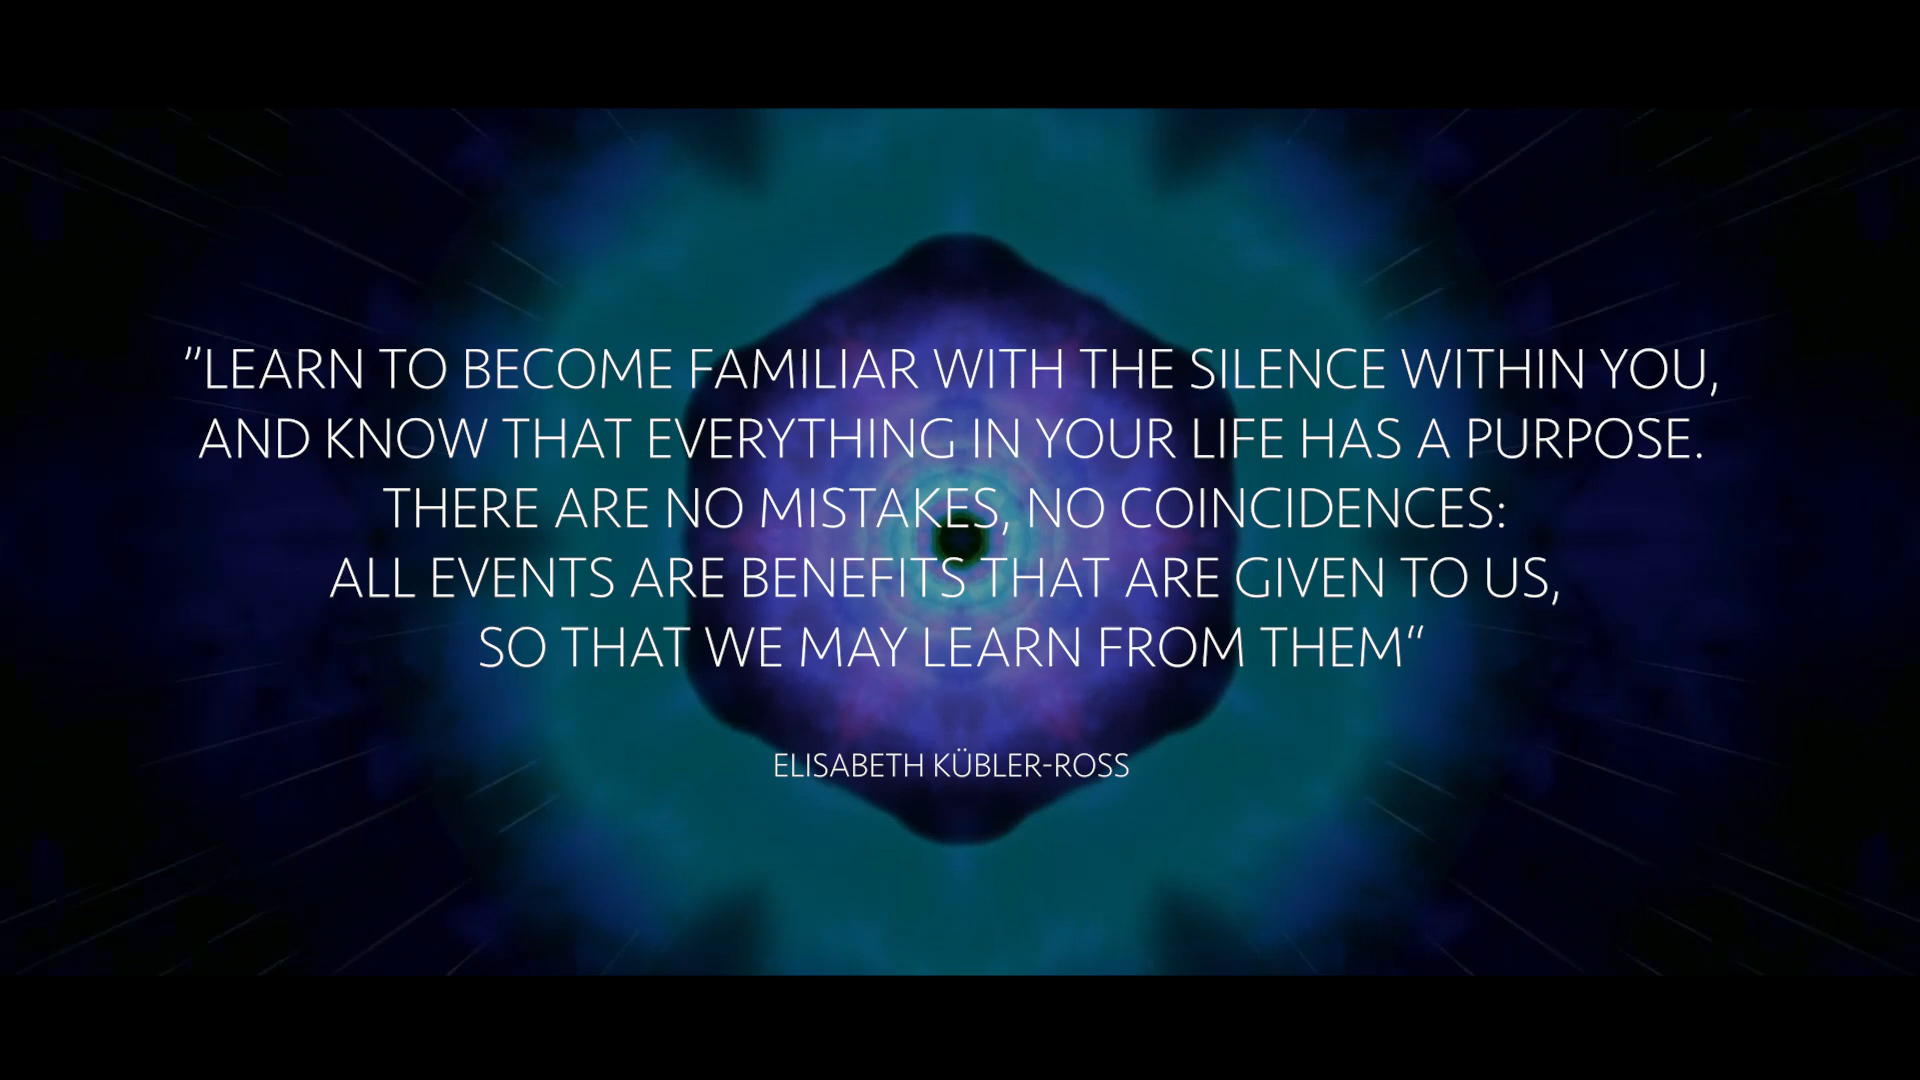 "LEARN TO BECOME FAMILIAR WITH THE SILENCE WITHIN YOU,
AND KNOW THAT EVERYTHING IN YOUR LIFE HAS A PURPOSE.
THERE ARE NO MISTAKES, NO COINCIDENCES:
ALL EVENTS ARE BENEFITS THAT ARE GIVEN TO US,
SO THAT WE MAY LEARN FROM THEM“
ELISABETH KÜBLER-ROSS